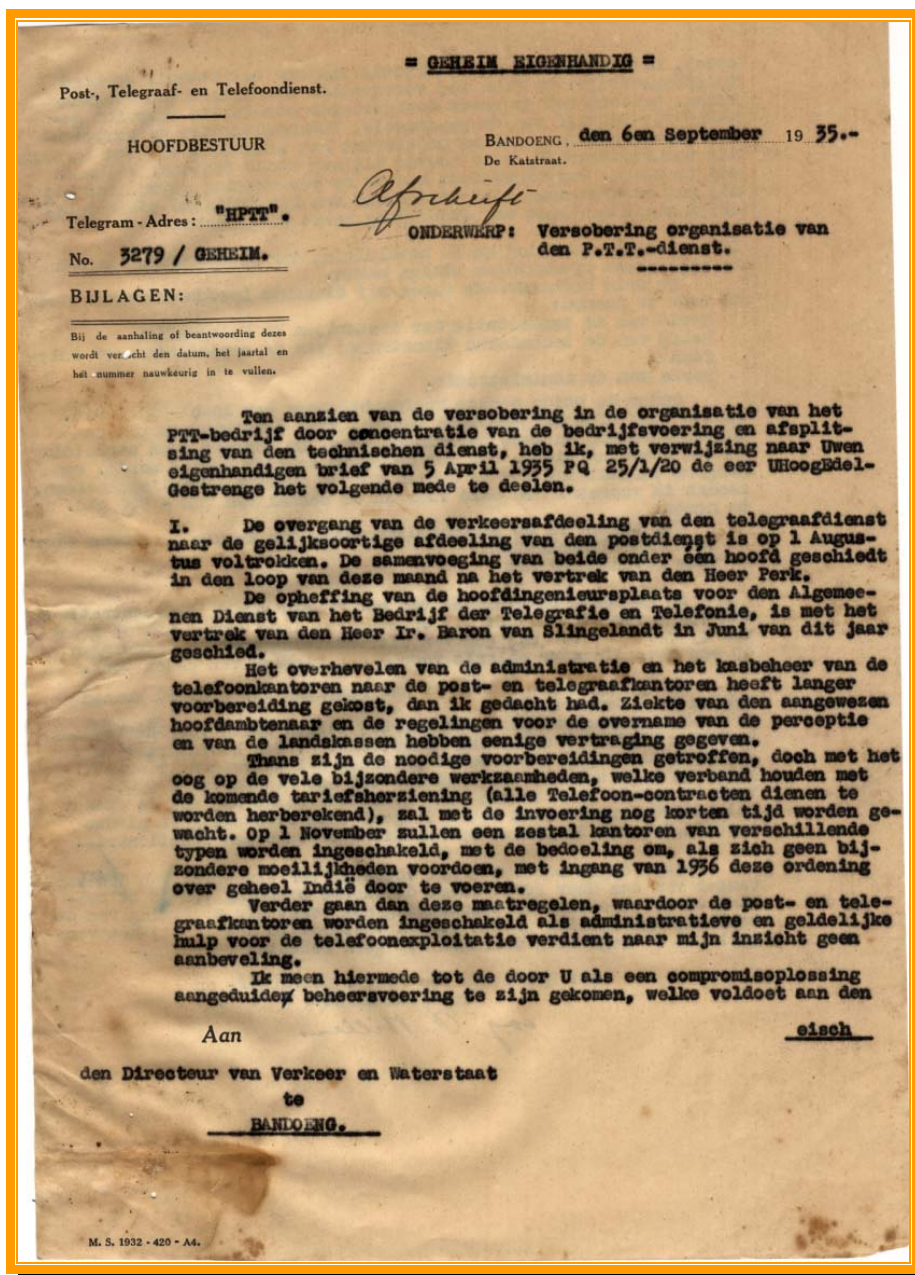 = GEHEIM EIGENHANDIG =
Post-, Telegraaf- en Telefoondienst.
HOOFDBESTUUR
BANDOENG, den 6en September 19 35.-
De Katstraat.
Afschrift
Telegram - Adres: "HPTT".
ONDERWERP: Versobering organisatie van
den P.T.T.-dienst.
No. 3279 / GEHEIM.
BIJLAGEN:
Bij de aanhaling of beantwoording dezes
wordt verzocht den datum, het jaartal en
het nummer nauwkeurig in te vullen.
Ten aanzien van de versobering in de organisatie van het
PTT-bedrijf door concentratie van de bedrijfsvoering en afsplit-
sing van den technischen dienst, heb ik, met verwijzing naar Uwen
eigenhandigen brief van 5 April 1935 PQ 25/1/20 de eer UHoogEdel-
Gestrenge het volgende mede te deelen.
I. De overgang van de verkeersafdeeling van den telegraafdienst
naar de gelijksoortige afdeeling van den postdienst is op 1 Augus-
tus voltrokken. De samenvoeging van beide onder één hoofd geschiedt
in den loop van deze maand na het vertrek van den Heer Perk.
De opheffing van de hoofdingenieursplaats voor den Algemee-
nen Dienst van het Bedrijf der Telegrafie en Telefonie, is met het
vertrek van den Heer Ir. Baron van Slingelandt in Juni van dit jaar
geschied.
Het overhevelen van de administratie en het kasbeheer van de
telefoonkantoren naar de post- en telegraafkantoren heeft langer
voorbereiding gekost, dan ik gedacht had. Ziekte van den aangewezen
hoofdambtenaar en de regelingen voor de overname van de perceptie
en van de landskassen hebben eenige vertraging gegeven.
Thans zijn de noodige voorbereidingen getroffen, doch met het
oog op de vele bijzondere werkzaamheden, welke verband houden met
de komende tariefsherziening (alle Telefoon-contracten dienen te
worden herberekend), zal met de invoering nog korten tijd worden ge-
wacht. Op 1 November zullen een zestal kantoren van verschillende
typen worden ingeschakeld, met de bedoeling om, als zich geen bij-
zondere moeilijkheden voordoen, met ingang van 1936 deze ordening
over geheel Indië door te voeren.
Verder gaan dan deze maatregelen, waardoor de post- en tele-
graafkantoren worden ingeschakeld als administratieve en geldelijke
hulp voor de telefoonexploitatie verdient naar mijn inzicht geen
aanbeveling.
Ik meen hiermede tot de door U als een compromisoplossing
aangeduide beheersvoering te zijn gekomen, welke voldoet aan den
eisch
Aan
den Directeur van Verkeer en Waterstaat
te
BANDOENG.
M. S. 1932 - 420 - A4.